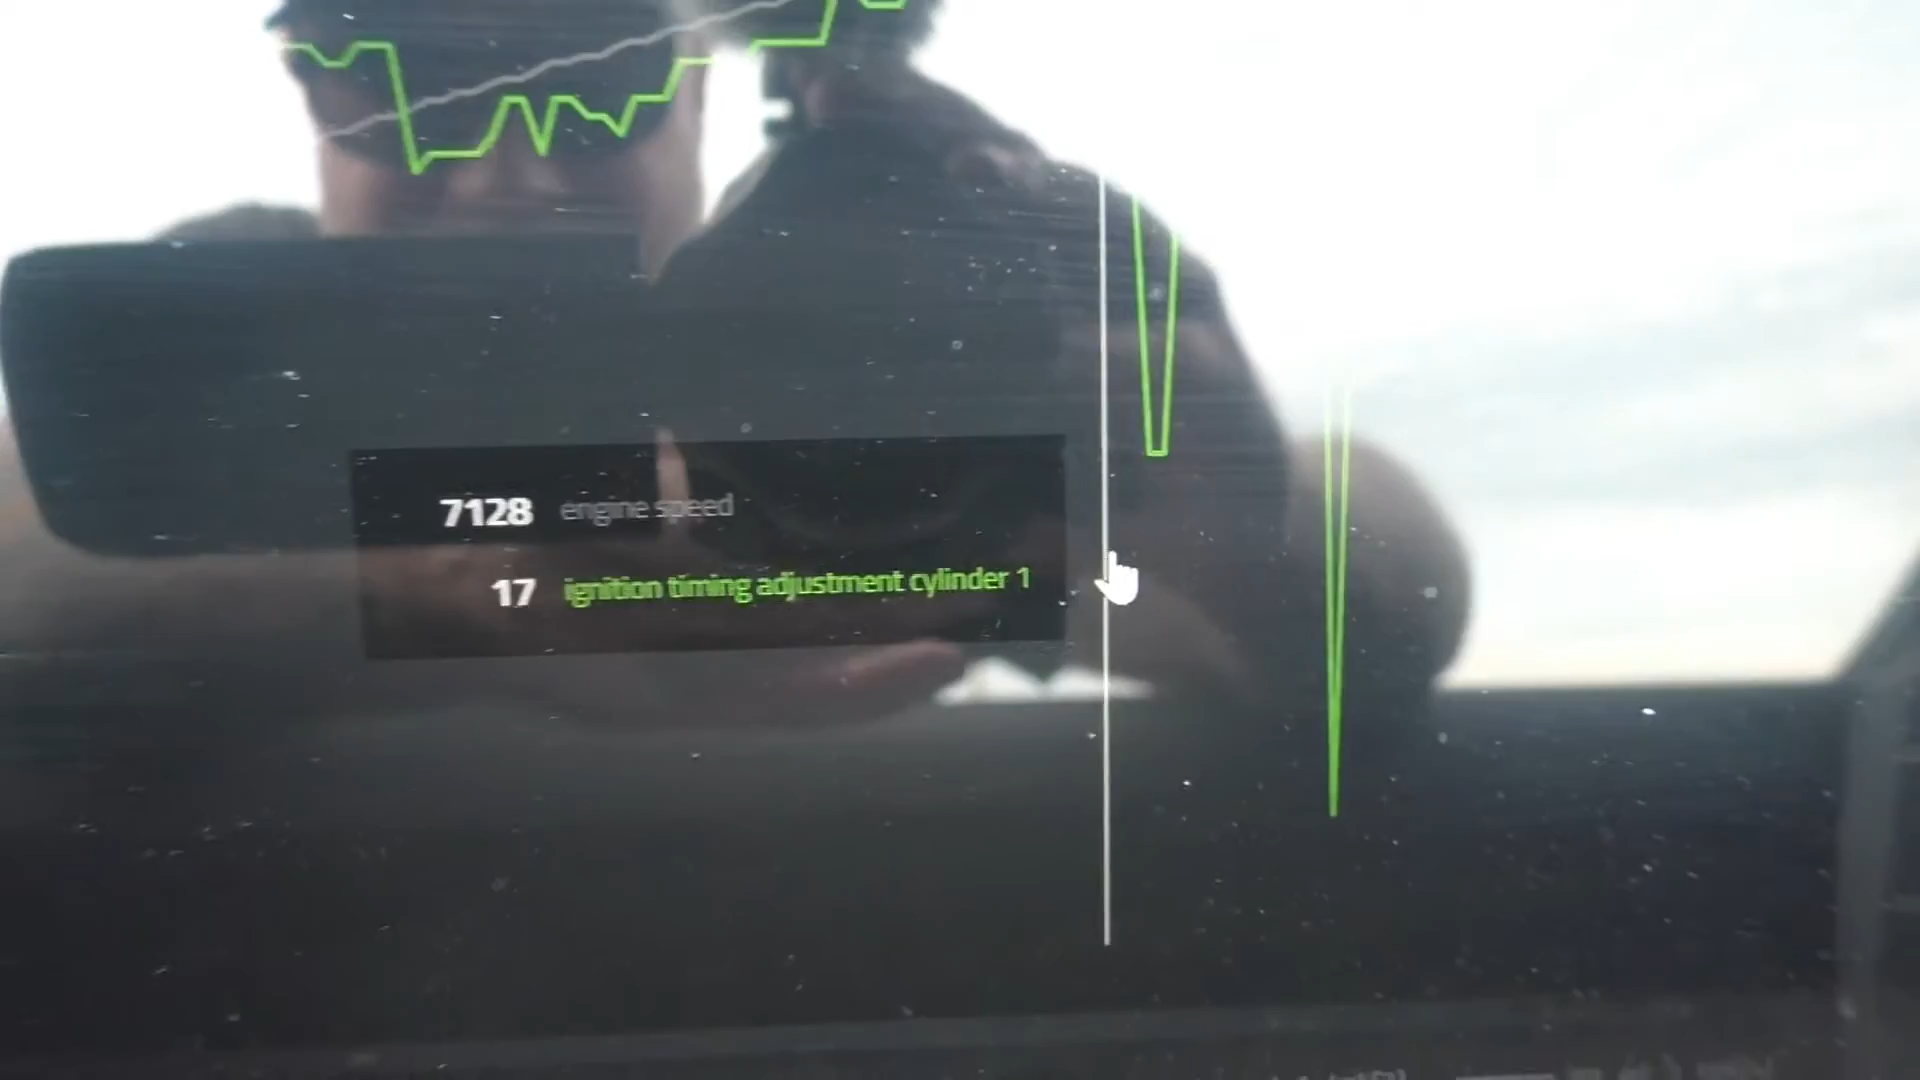 7128 engine speed
17 ignition timing adjustment cylinder 1